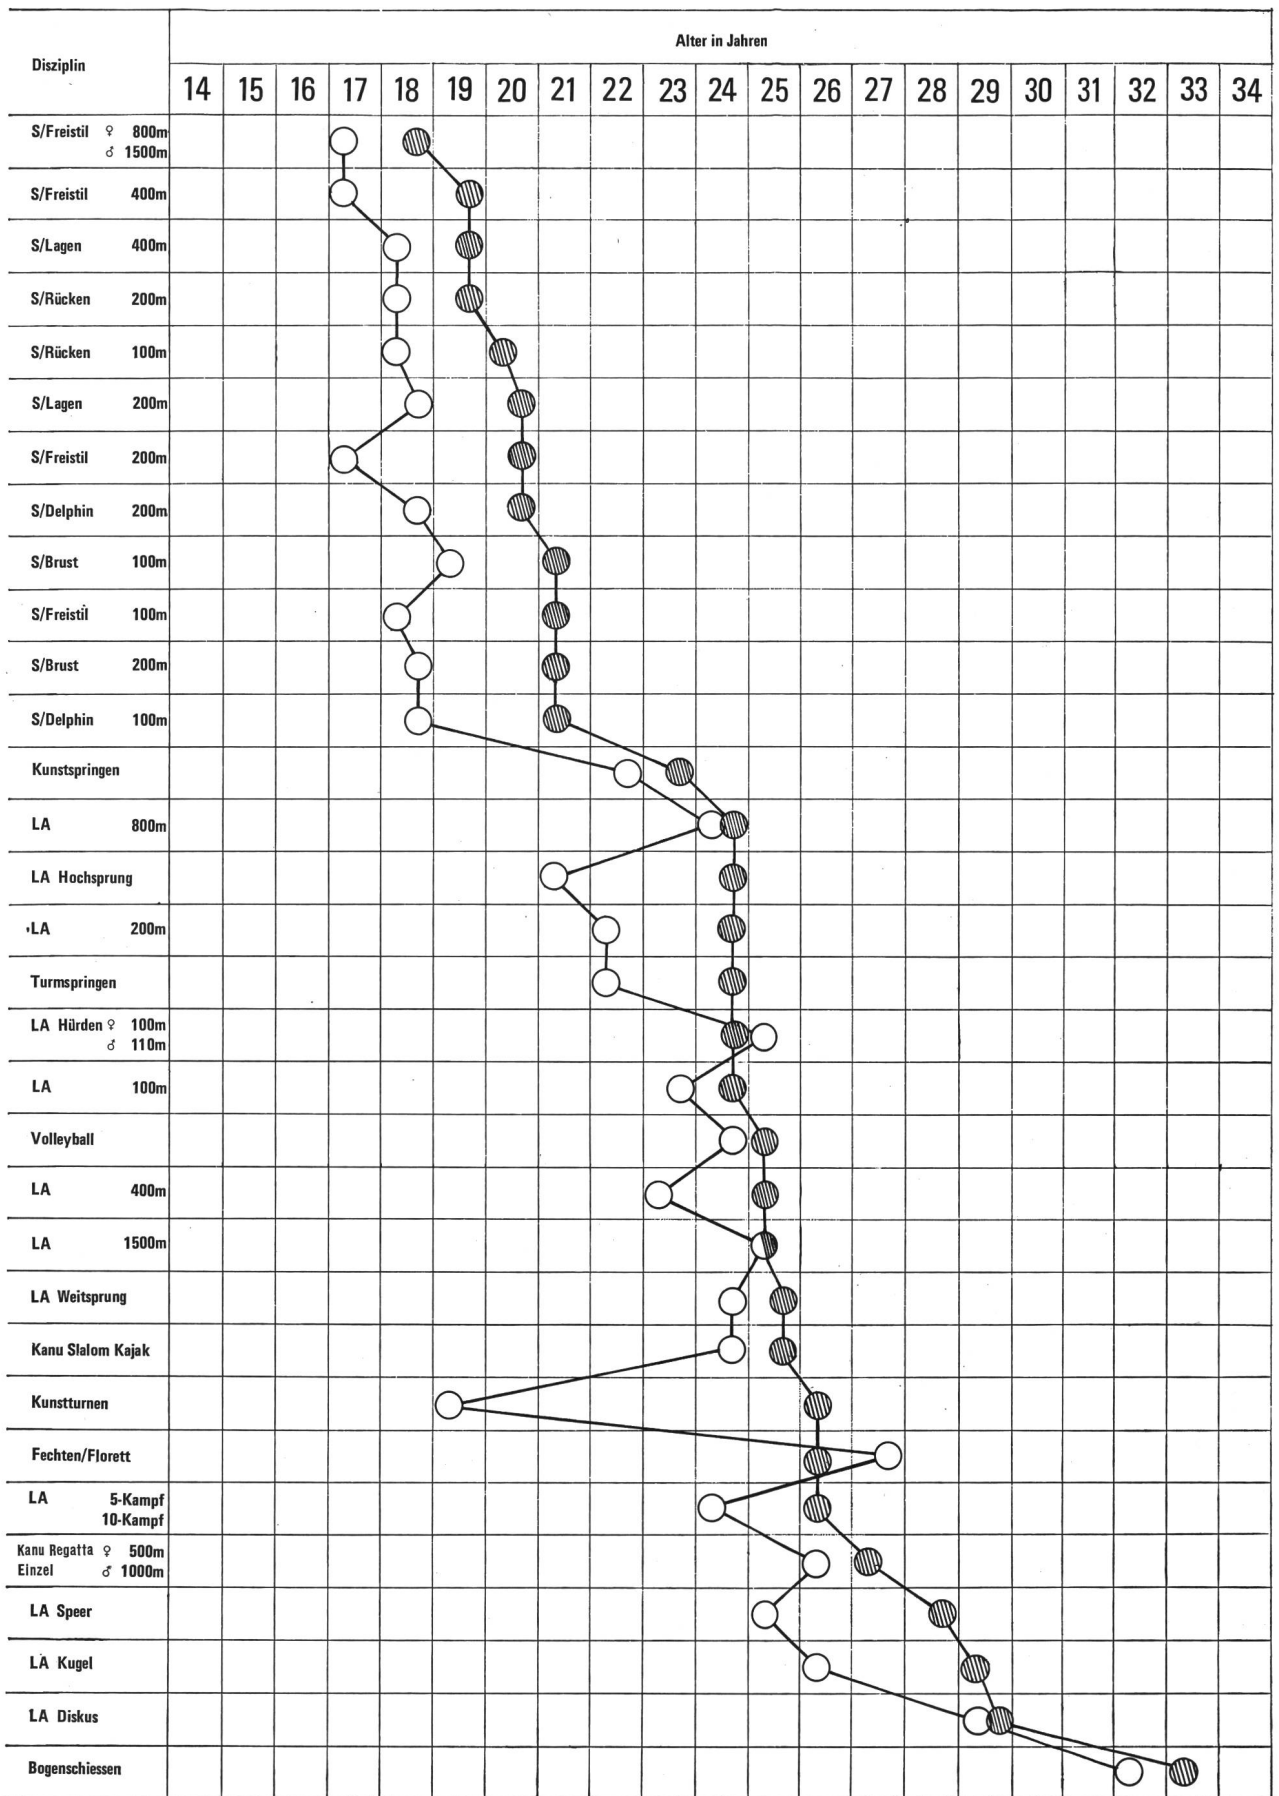 Alter in Jahren
Disziplin
14 15 16 17 18 19 20 21 22 23 24 25 26 27 28 29 30 31 32 33 34
S/Freistil ♀ 800m
♂ 1500m
S/Freistil 400m
S/Lagen 400m
S/Rücken 200m
S/Rücken 100m
S/Lagen 200m
S/Freistil 200m
S/Delphin 200m
S/Brust 100m
S/Freistil 100m
S/Brust 200m
S/Delphin 100m
Kunstspringen
LA 800m
LA Hochsprung
LA 200m
Turmspringen
LA Hürden ♀ 100m
♂ 110m
LA 100m
Volleyball
LA 400m
LA 1500m
LA Weitsprung
Kanu Slalom Kajak
Kunstturnen
Fechten/Florett
LA 5-Kampf
10-Kampf
Kanu Regatta ♀ 500m
Einzel ♂ 1000m
LA Speer
LA Kugel
LA Diskus
Bogenschiessen